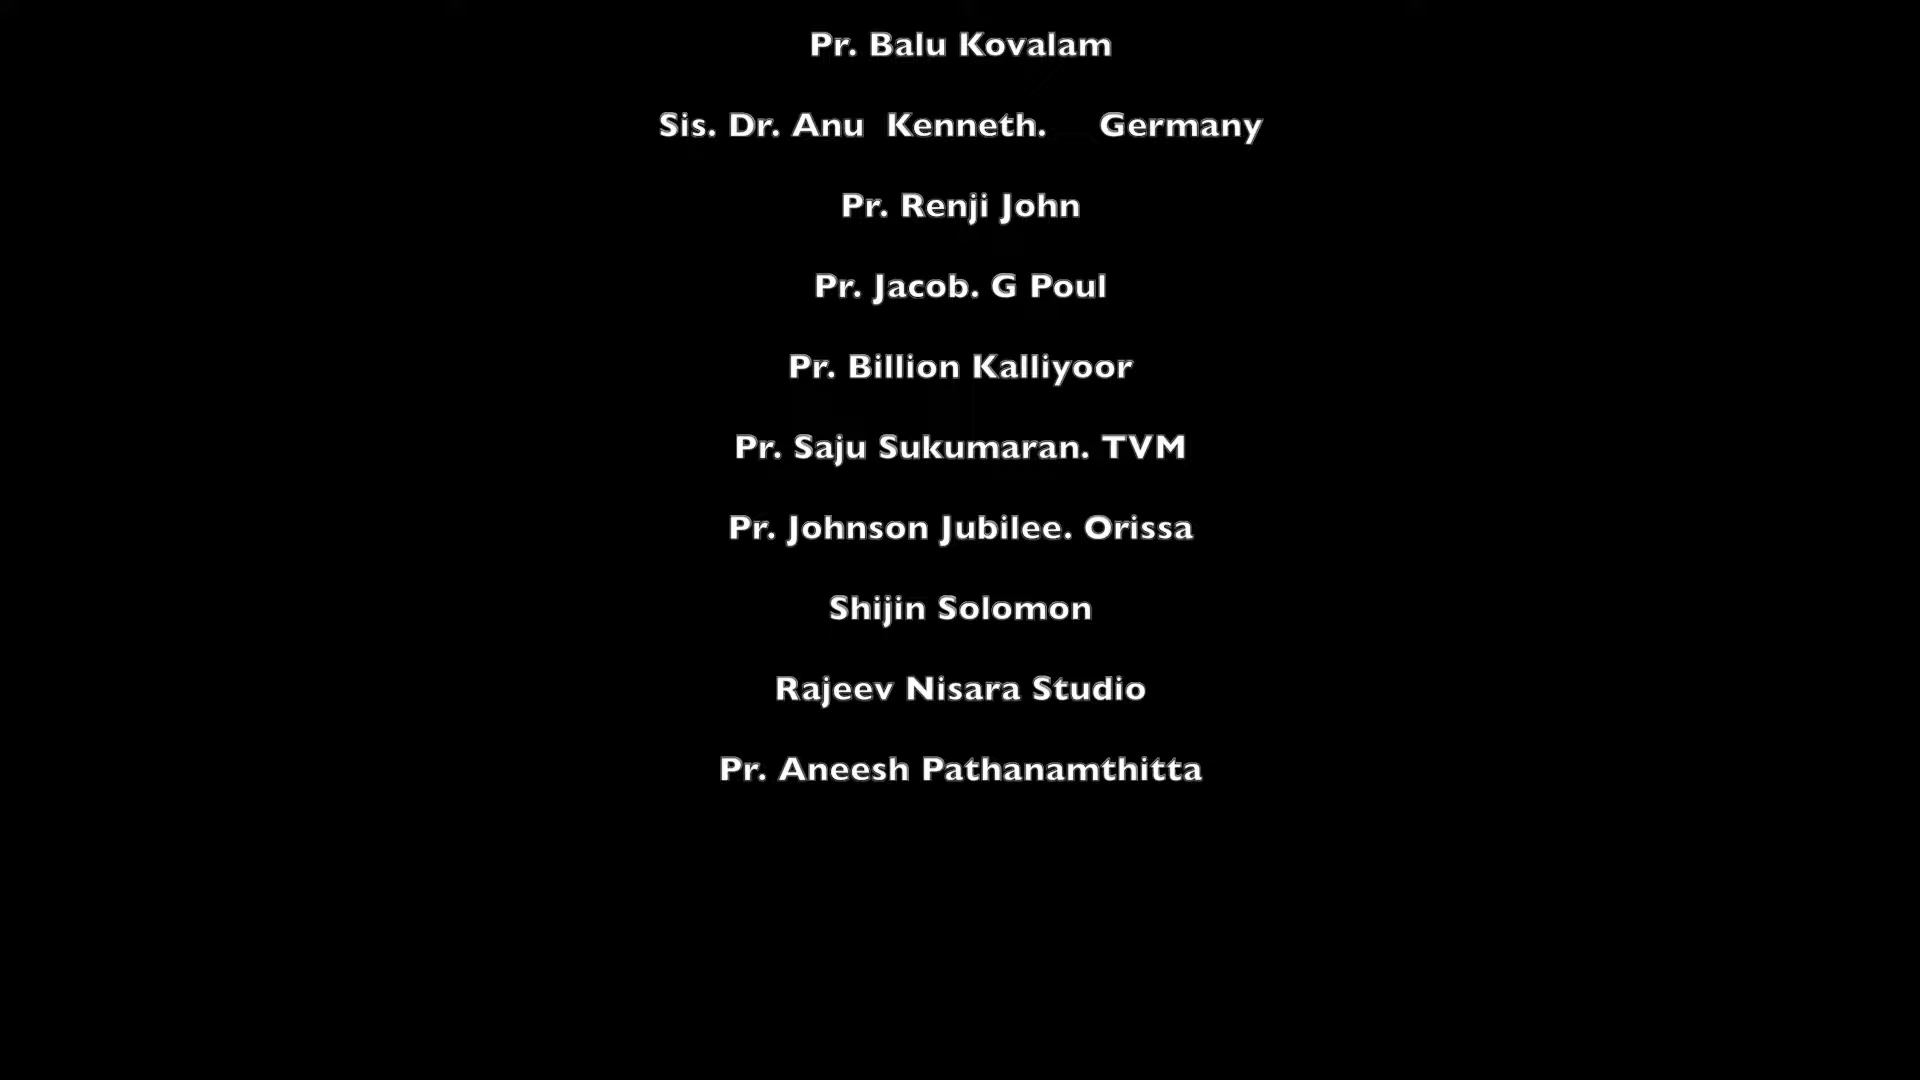 Pr. Balu Kovalam
Sis. Dr. Anu  Kenneth.     Germany
Pr. Renji John
Pr. Jacob. G Poul
Pr. Billion Kalliyoor
Pr. Saju Sukumaran. TVM
Pr. Johnson Jubilee. Orissa
Shijin Solomon
Rajeev Nisara Studio
Pr. Aneesh Pathanamthitta